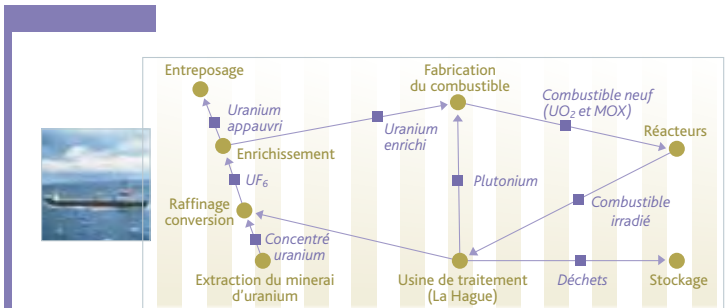 Entreposage
Fabrication
du combustible
Combustible neuf
(UO₂ et MOX)
Uranium
appauvri
Uranium
enrichi
Réacteurs
Enrichissement
UF₆
Plutonium
Raffinage
conversion
Combustible
irradié
Concentré
uranium
Extraction du minerai
d'uranium
Usine de traitement
(La Hague)
Déchets
Stockage